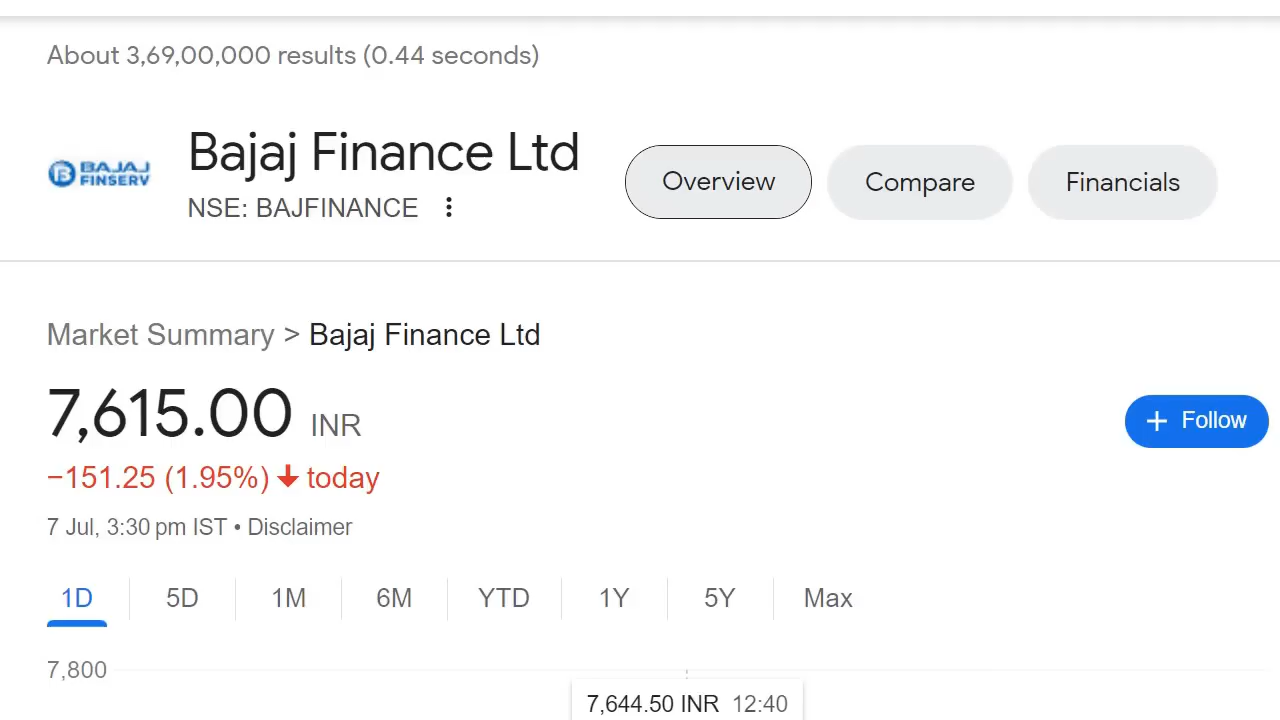 About 3,69,00,000 results (0.44 seconds)
BAJAJ
FINSERV
Bajaj Finance Ltd
NSE: BAJFINANCE
Overview
Compare
Financials
Market Summary > Bajaj Finance Ltd
7,615.00 INR
+ Follow
−151.25 (1.95%) ↓ today
7 Jul, 3:30 pm IST • Disclaimer
1D 5D 1M 6M YTD 1Y 5Y Max
7,800
7,644.50 INR 12:40